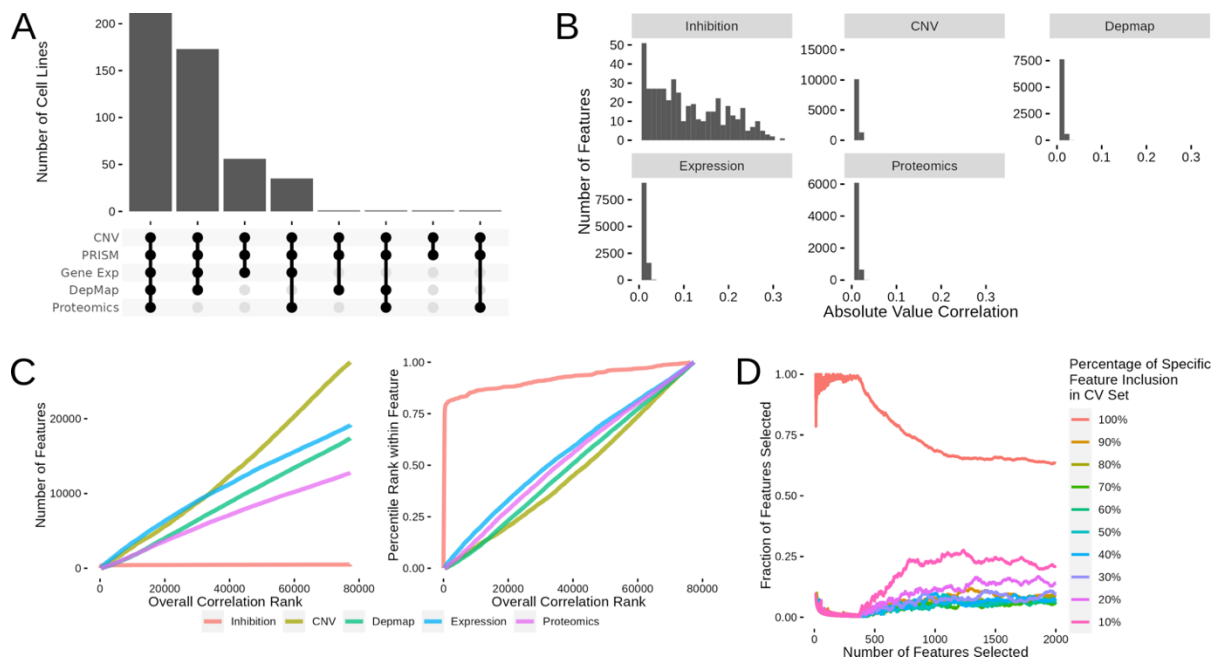 A
Number of Cell Lines
200
150
100
50
0
CNV
PRISM
Gene Exp
DepMap
Proteomics
B
Number of Features
Inhibition
50
40
30
20
10
0
CNV
15000
10000
5000
0
Depmap
7500
5000
2500
0
0.0 0.1 0.2 0.3
Expression
7500
5000
2500
0
0.0 0.1 0.2 0.3
Proteomics
6000
4000
2000
0
0.0 0.1 0.2 0.3
Absolute Value Correlation
C
Number of Features
20000
10000
0
0 20000 40000 60000 80000
Overall Correlation Rank
Percentile Rank within Feature
1.00
0.75
0.50
0.25
0.00
0 20000 40000 60000 80000
Overall Correlation Rank
Inhibition CNV Depmap Expression Proteomics
D
Fraction of Features Selected
1.00
0.75
0.50
0.25
0.00
0 500 1000 1500 2000
Number of Features Selected
Percentage of Specific
Feature Inclusion
in CV Set
100%
90%
80%
70%
60%
50%
40%
30%
20%
10%